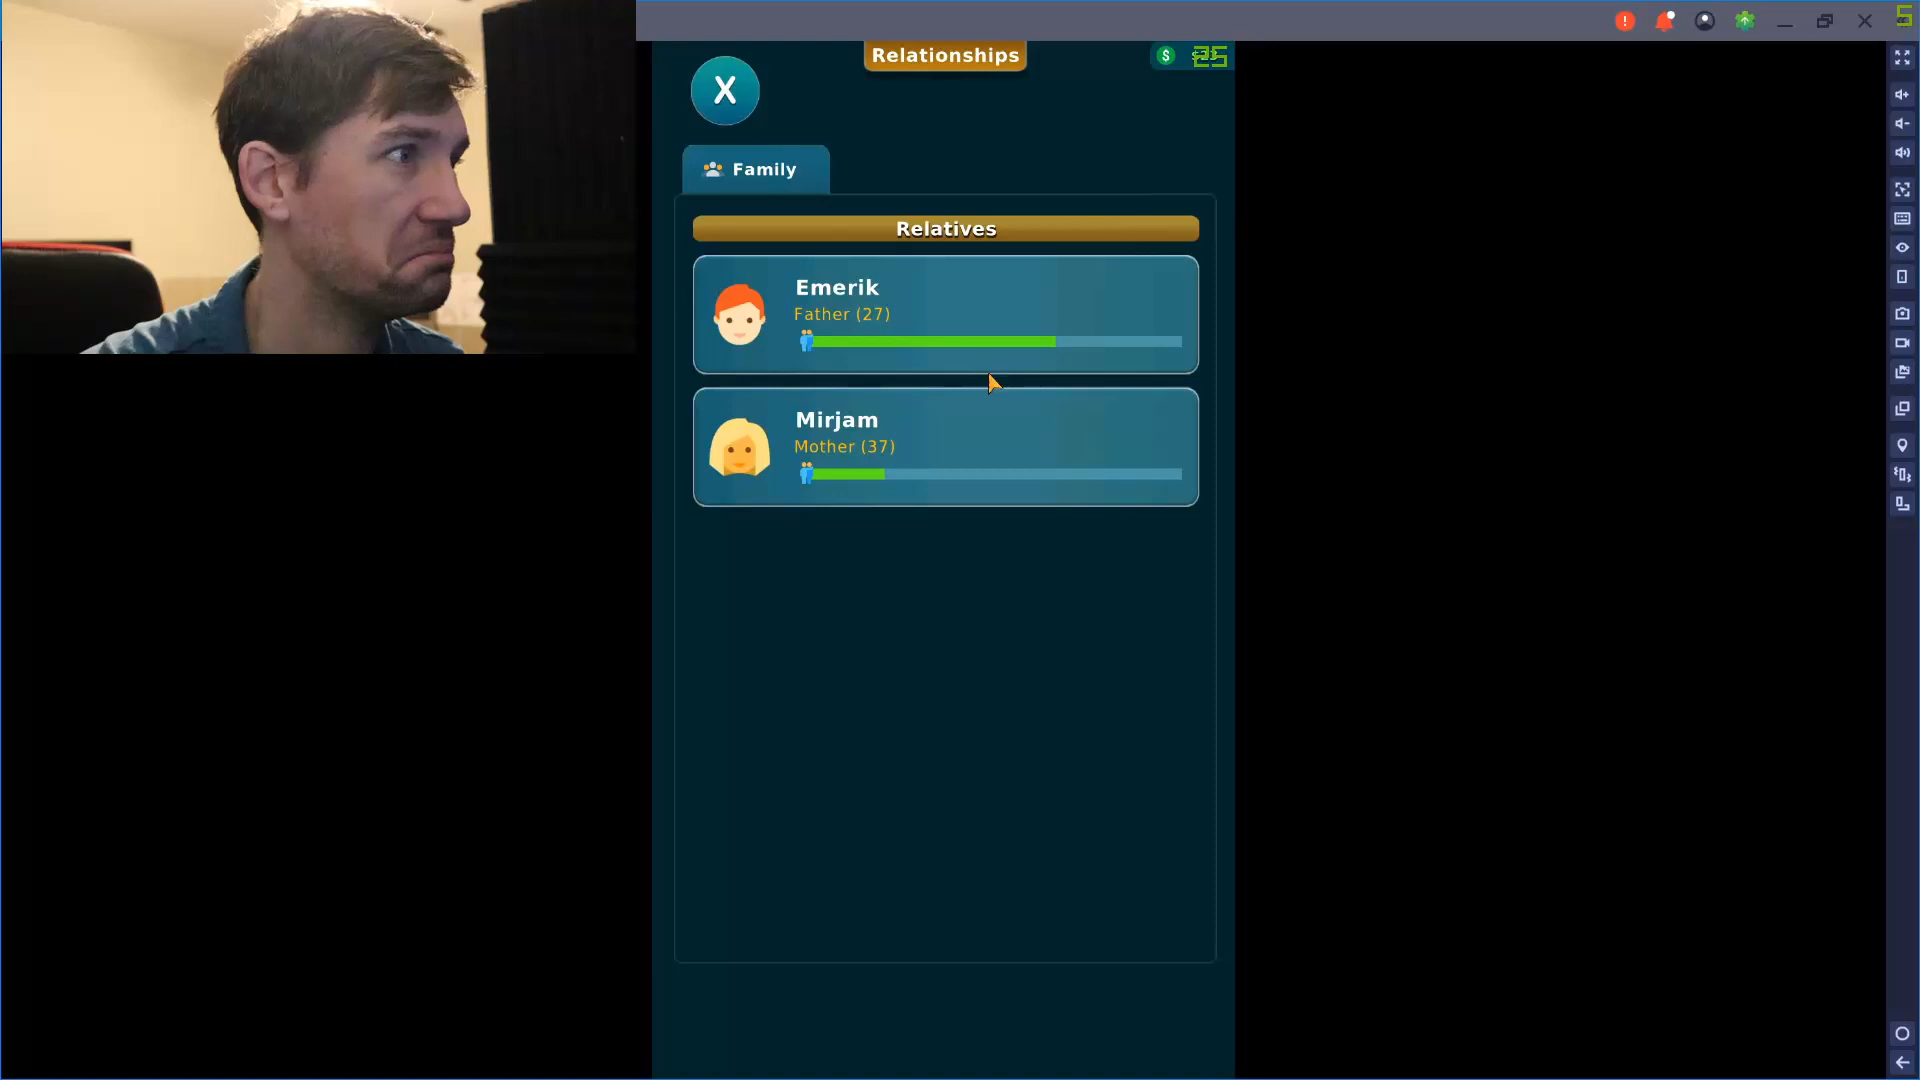 Relationships
25
X
Family
Relatives
Emerik
Father (27)
Mirjam
Mother (37)